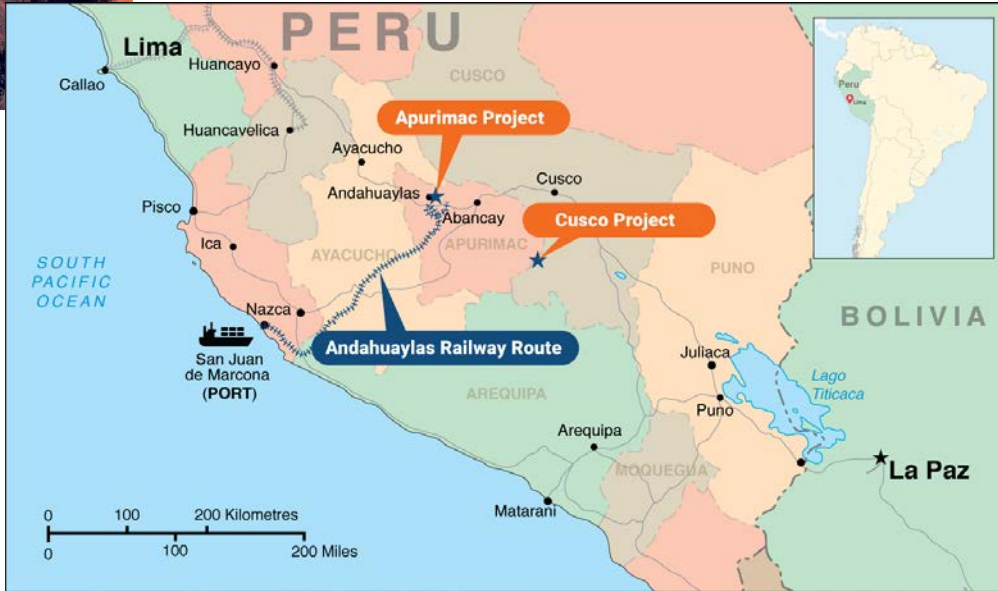 PERU
Lima
Huancayo
Callao
CUSCO
Huancavelica
Apurimac Project
Ayacucho
Andahuaylas
Cusco
Pisco
Abancay
Cusco Project
Ica
AYACUCHO
APURIMAC
PUNO
SOUTH
PACIFIC
OCEAN
Nazca
BOLIVIA
Andahuaylas Railway Route
San Juan
de Marcona
(PORT)
Juliaca
Lago
Titicaca
AREQUIPA
Puno
Arequipa
MOQUEGUA
La Paz
Matarani
0 100 200 Kilometres
0 100 200 Miles
Peru
Lima